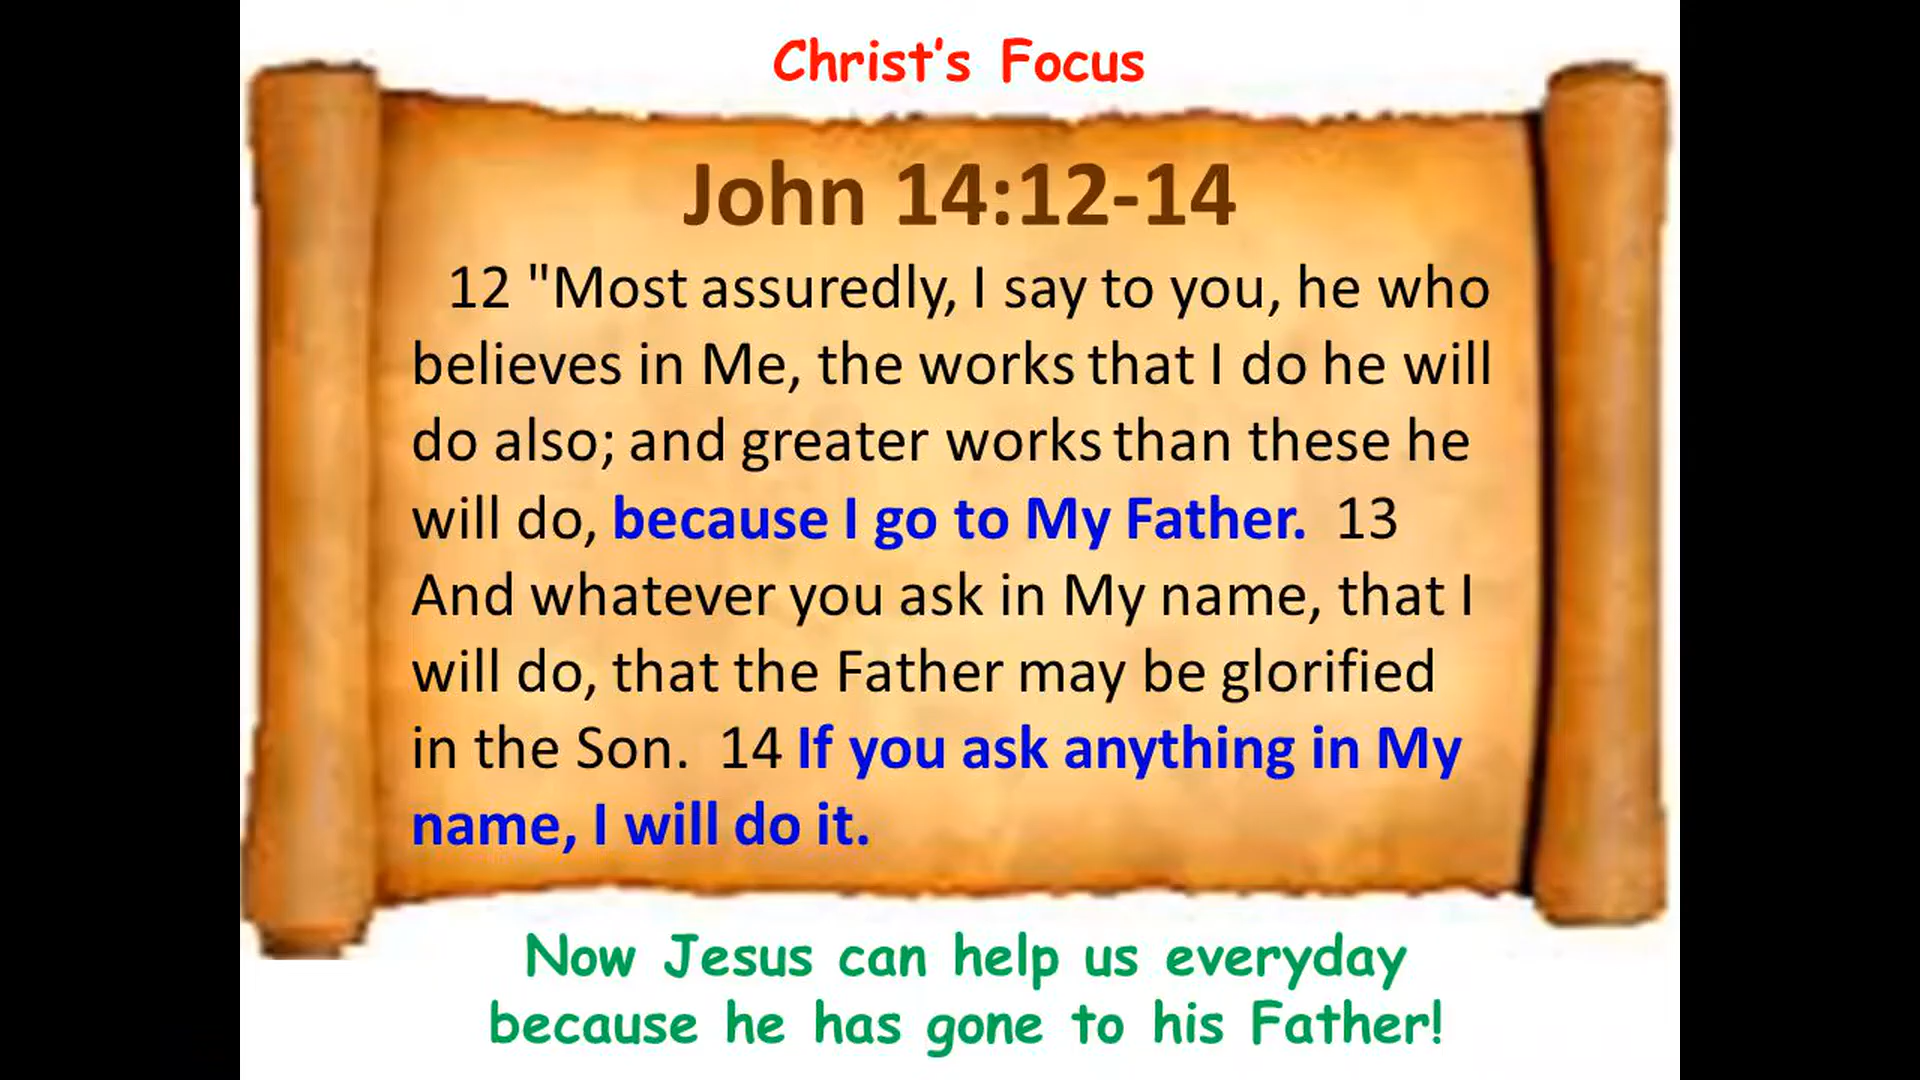 Christ's Focus
John 14:12-14
12 "Most assuredly, I say to you, he who
believes in Me, the works that I do he will
do also; and greater works than these he
will do, because I go to My Father. 13
And whatever you ask in My name, that I
will do, that the Father may be glorified
in the Son. 14 If you ask anything in My
name, I will do it.
Now Jesus can help us everyday
because he has gone to his Father!